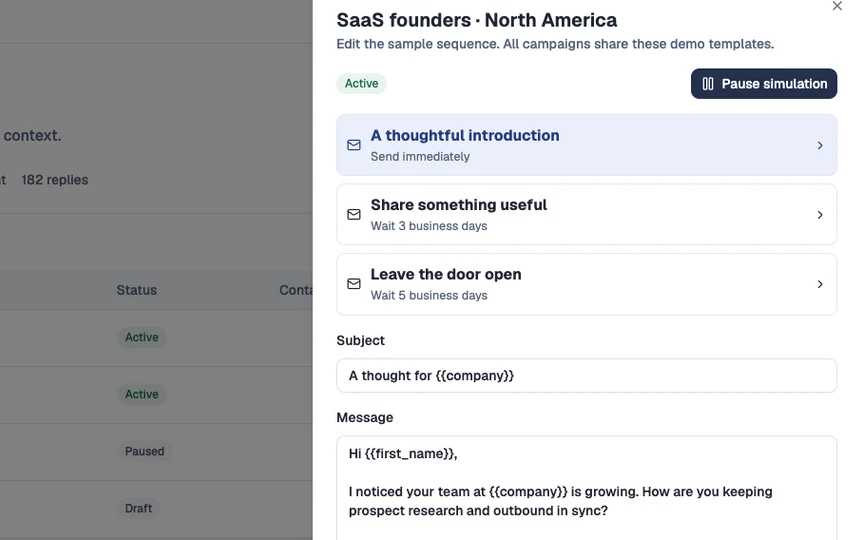 SaaS founders · North America
Edit the sample sequence. All campaigns share these demo templates.
Active
Pause simulation
A thoughtful introduction
Send immediately
Share something useful
Wait 3 business days
Leave the door open
Wait 5 business days
Subject
A thought for {{company}}
Message
Hi {{first_name}},
I noticed your team at {{company}} is growing. How are you keeping
prospect research and outbound in sync?
context.
182 replies
Status
Active
Active
Paused
Draft